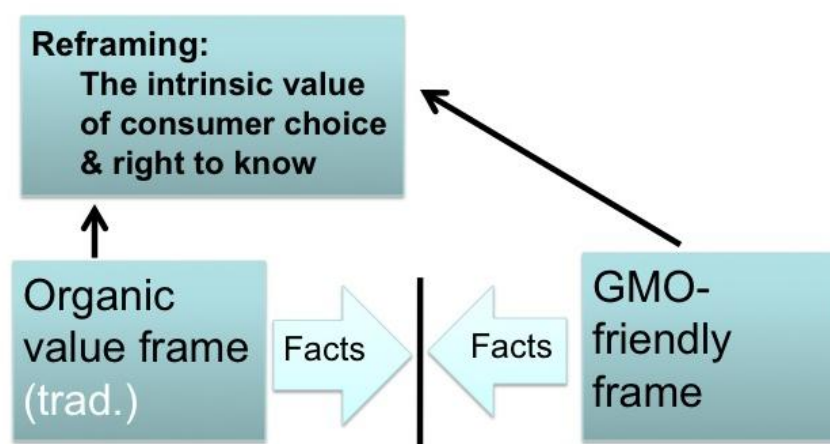 Reframing:
The intrinsic value
of consumer choice
& right to know
Organic
value frame
(trad.)
Facts
Facts
GMO-
friendly
frame